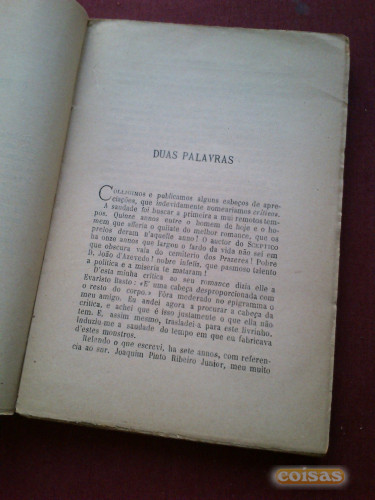 DUAS PALAVRAS
COLLIGIMOS e publicamos alguns cabeços de apre-
ciações, que indevidamente nomeariamos criticas.
A saudade foi buscar a primeira a mui remotos tem-
pos. Quinze annos entre o homem de hoje e o ho-
mem que aforia o quilate do melhor romance, que os
prelos deram n'aquelle anno! O auctor do SCEPTICO
ha onze annos que largou o fardo da vida não sei em
que obscura vala do cemiterio dos Prazeres! Pobre
D. João d'Azevedo! nobre infeliz, que pasmoso talento
a politica e a miseria te mataram!
D'esta minha critica ao seu romance dizia elle a
Evaristo Basto: «E' uma cabeça desproporcionada com
o resto do corpo.» Fôra moderado no epigramma o
meu amigo. Eu andei agora a procurar a cabeça da
critica, e achei que é isso justamente o que ella não
tem. E, assim mesmo, trasladei-a para este livrinho.
Induziu-me a saudade do tempo em que eu fabricava
d'estes monstros.
Refendo o que escrevi, ha sete annos, com referen-
cia ao snr. Joaquim Pinto Ribeiro Junior, meu muito
coisas